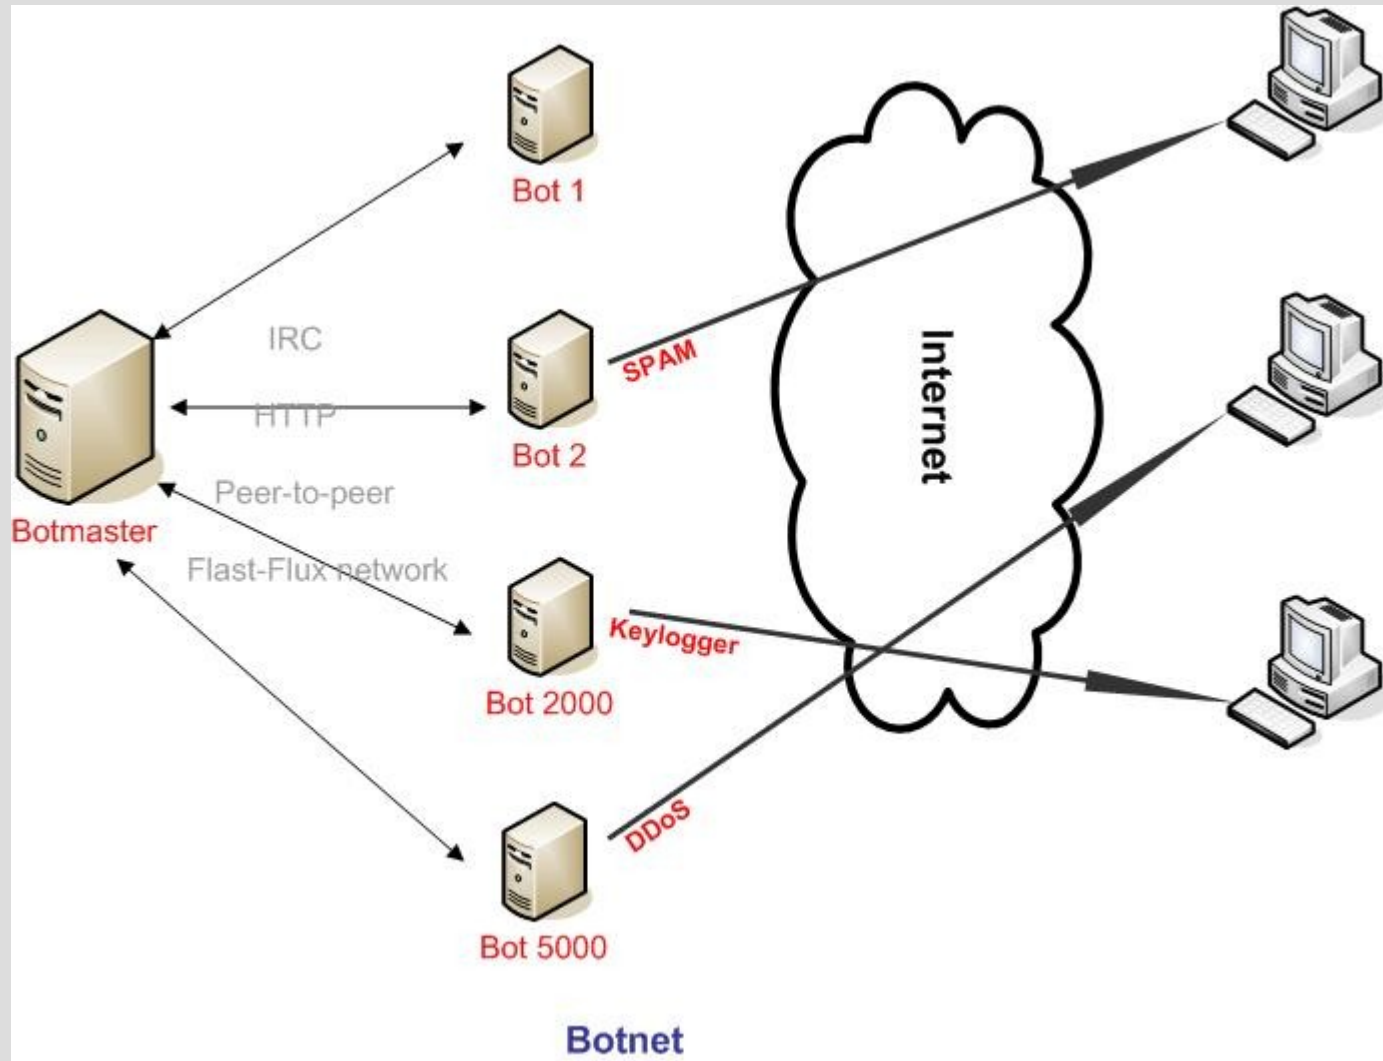 Bot 1
IRC
HTTP
Bot 2
SPAM
Internet
Peer-to-peer
Botmaster
Flast-Flux network
Keylogger
Bot 2000
DDoS
Bot 5000
Botnet